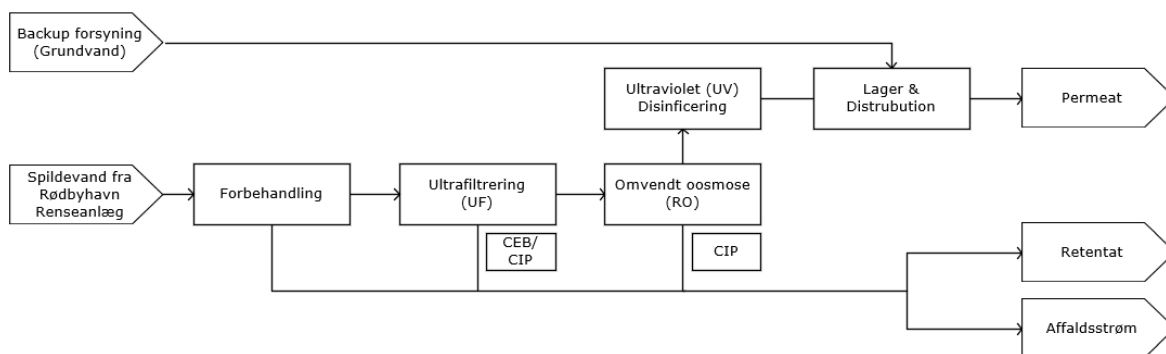 Backup forsyning
(Grundvand)
Ultraviolet (UV)
Disinficering
Lager &
Distrubution
Permeat
Spildevand fra
Rødbyhavn
Renseanlæg
Forbehandling
Ultrafiltrering
(UF)
Omvendt oosmose
(RO)
CEB/
CIP
CIP
Retentat
Affaldsstrøm